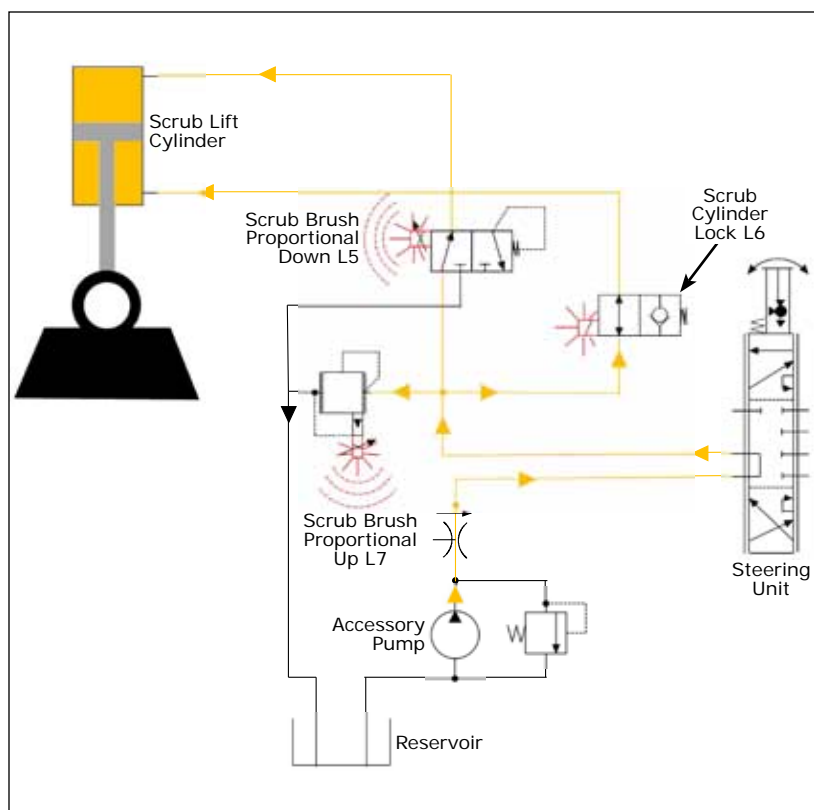 Scrub Lift
Cylinder
Scrub Brush
Proportional
Down L5
Scrub
Cylinder
Lock L6
Scrub Brush
Proportional
Up L7
Steering
Unit
Accessory
Pump
Reservoir